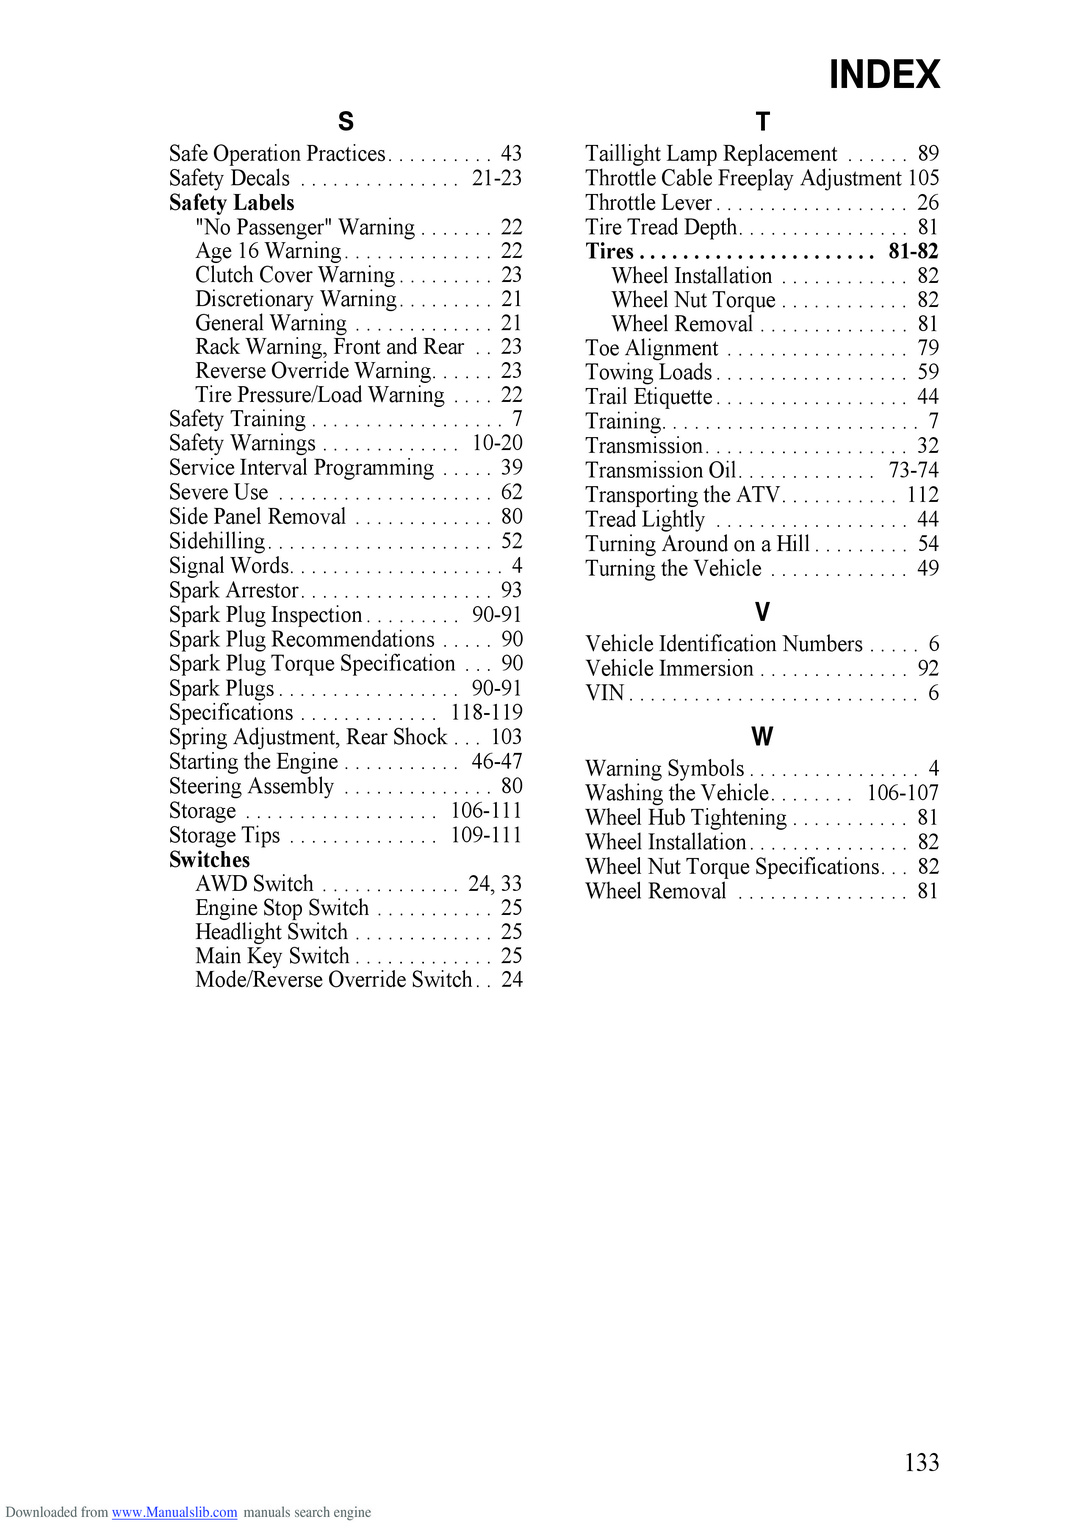 INDEX
S
Safe Operation Practices. . . . . . . . . . 43
Safety Decals . . . . . . . . . . . . . . . 21-23
Safety Labels
"No Passenger" Warning . . . . . . . 22
Age 16 Warning. . . . . . . . . . . . . . 22
Clutch Cover Warning . . . . . . . . . 23
Discretionary Warning. . . . . . . . . 21
General Warning . . . . . . . . . . . . . 21
Rack Warning, Front and Rear . . 23
Reverse Override Warning. . . . . . 23
Tire Pressure/Load Warning . . . . 22
Safety Training . . . . . . . . . . . . . . . . . . 7
Safety Warnings . . . . . . . . . . . . . 10-20
Service Interval Programming . . . . . 39
Severe Use . . . . . . . . . . . . . . . . . . . . 62
Side Panel Removal . . . . . . . . . . . . . 80
Sidehilling. . . . . . . . . . . . . . . . . . . . . 52
Signal Words. . . . . . . . . . . . . . . . . . . . 4
Spark Arrestor. . . . . . . . . . . . . . . . . . 93
Spark Plug Inspection . . . . . . . . . 90-91
Spark Plug Recommendations . . . . . 90
Spark Plug Torque Specification . . . 90
Spark Plugs . . . . . . . . . . . . . . . . . 90-91
Specifications . . . . . . . . . . . . . 118-119
Spring Adjustment, Rear Shock . . . 103
Starting the Engine . . . . . . . . . . . 46-47
Steering Assembly . . . . . . . . . . . . . . 80
Storage . . . . . . . . . . . . . . . . . . 106-111
Storage Tips . . . . . . . . . . . . . . 109-111
Switches
AWD Switch . . . . . . . . . . . . . 24, 33
Engine Stop Switch . . . . . . . . . . . 25
Headlight Switch . . . . . . . . . . . . . 25
Main Key Switch . . . . . . . . . . . . . 25
Mode/Reverse Override Switch. . 24
T
Taillight Lamp Replacement . . . . . . 89
Throttle Cable Freeplay Adjustment 105
Throttle Lever . . . . . . . . . . . . . . . . . . 26
Tire Tread Depth. . . . . . . . . . . . . . . . 81
Tires . . . . . . . . . . . . . . . . . . . . . . 81-82
Wheel Installation . . . . . . . . . . . . 82
Wheel Nut Torque . . . . . . . . . . . . 82
Wheel Removal . . . . . . . . . . . . . . 81
Toe Alignment . . . . . . . . . . . . . . . . . 79
Towing Loads . . . . . . . . . . . . . . . . . . 59
Trail Etiquette . . . . . . . . . . . . . . . . . . 44
Training. . . . . . . . . . . . . . . . . . . . . . . . 7
Transmission. . . . . . . . . . . . . . . . . . . 32
Transmission Oil. . . . . . . . . . . . . 73-74
Transporting the ATV. . . . . . . . . . . 112
Tread Lightly . . . . . . . . . . . . . . . . . . 44
Turning Around on a Hill . . . . . . . . . 54
Turning the Vehicle . . . . . . . . . . . . . 49
V
Vehicle Identification Numbers . . . . . 6
Vehicle Immersion . . . . . . . . . . . . . . 92
VIN . . . . . . . . . . . . . . . . . . . . . . . . . . . 6
W
Warning Symbols . . . . . . . . . . . . . . . . 4
Washing the Vehicle. . . . . . . . 106-107
Wheel Hub Tightening . . . . . . . . . . . 81
Wheel Installation. . . . . . . . . . . . . . . 82
Wheel Nut Torque Specifications. . . 82
Wheel Removal . . . . . . . . . . . . . . . . 81
133
Downloaded from www.Manualslib.com manuals search engine